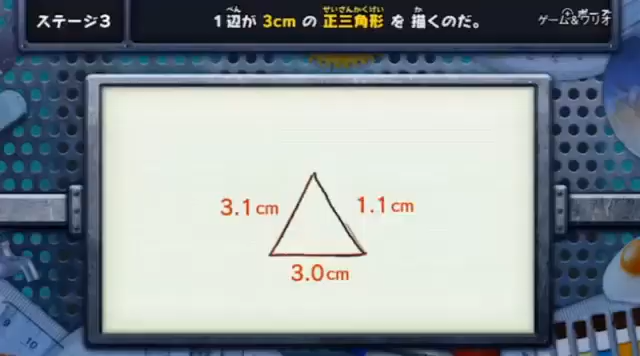 ステージ3
1辺が 3cm の 正三角形 を 描くのだ。
ゲーム&ワリオ
3.1cm
1.1cm
3.0cm
10